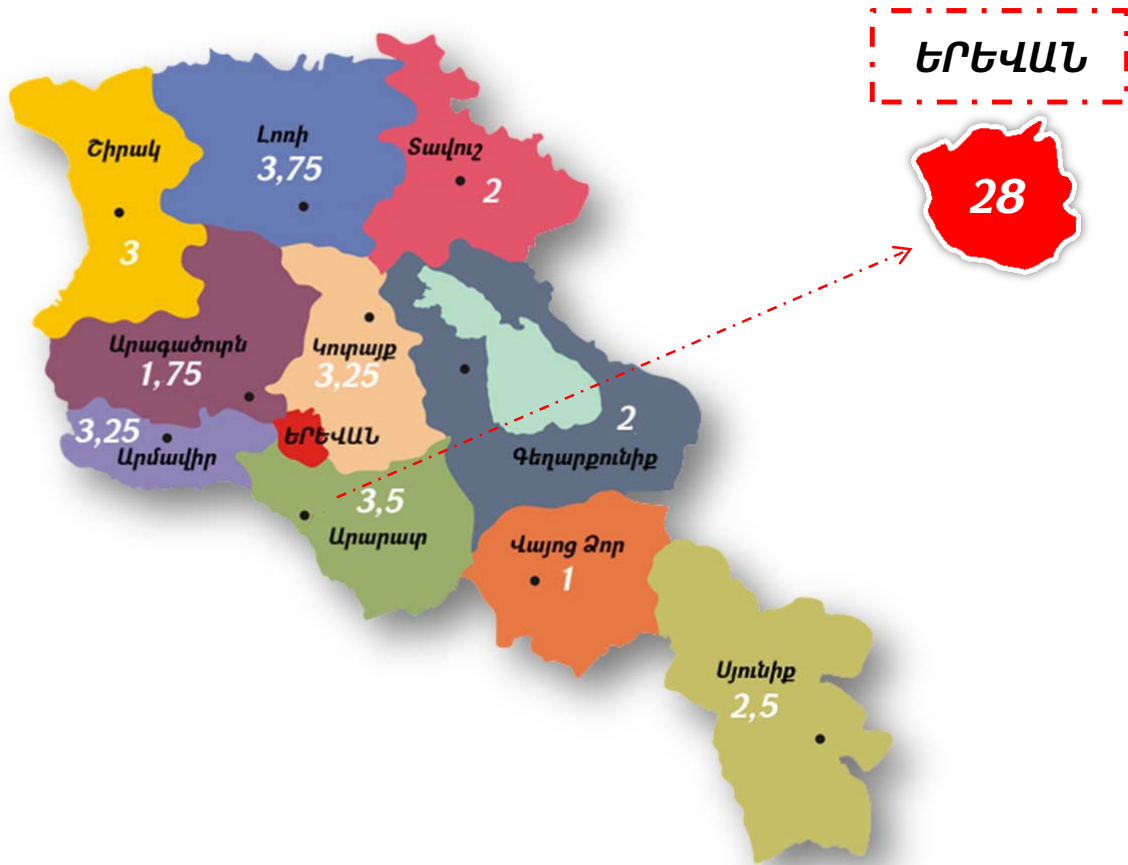 ԵՐԵՎԱՆ
28
Շիրակ
3
Լոռի
3,75
Տավուշ
2
Արագածոտն
1,75
Կոտայք
3,25
2
Գեղարքունիք
3,25
Արմավիր
ԵՐԵՎԱՆ
3,5
Արարատ
Վայոց Ձոր
1
Սյունիք
2,5